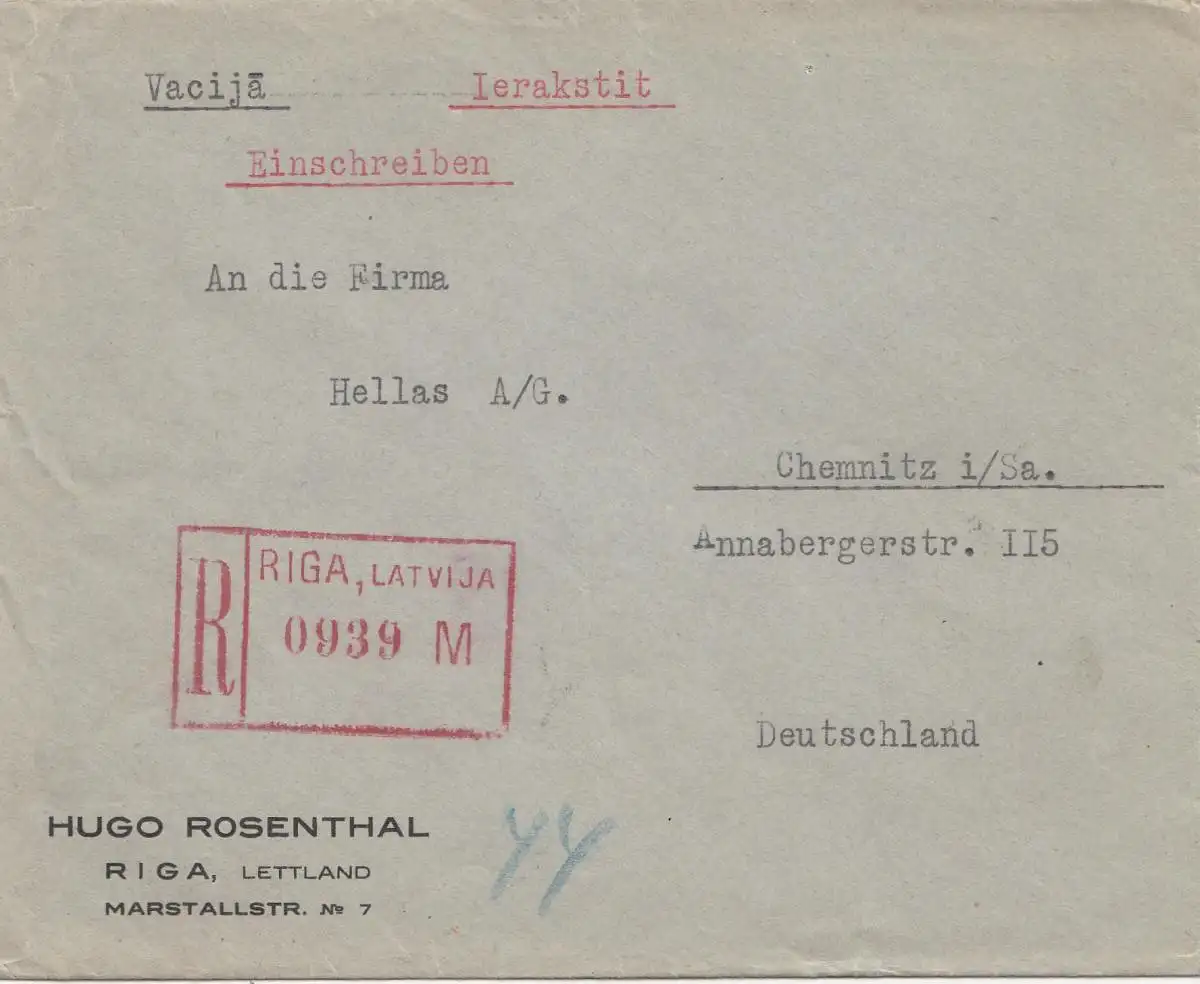 Vacijā Ierakstit
Einschreiben
An die Firma
Hellas A/G.
Chemnitz i/Sa.
Annabergerstr. II5
R RIGA, LATVIJA
0939 M
Deutschland
HUGO ROSENTHAL
RIGA, LETTLAND
MARSTALLSTR. № 7